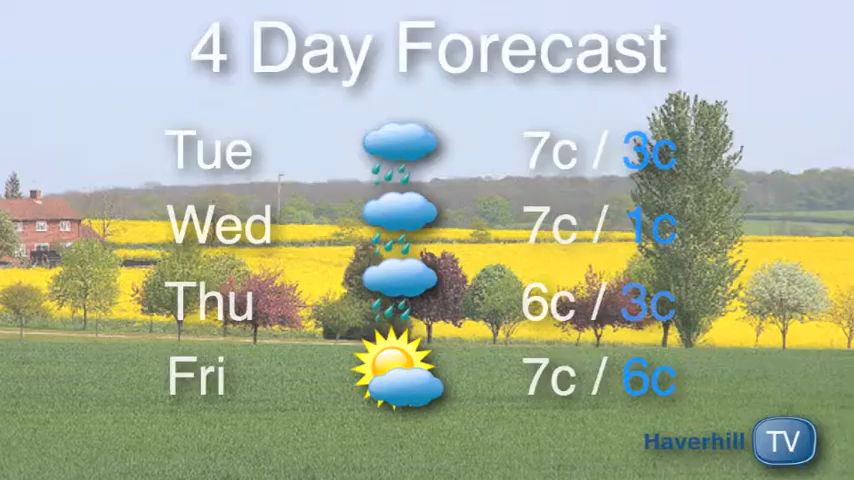 4 Day Forecast
Tue 7c / 3c
Wed 7c / 1c
Thu 6c / 3c
Fri 7c / 6c
Haverhill TV